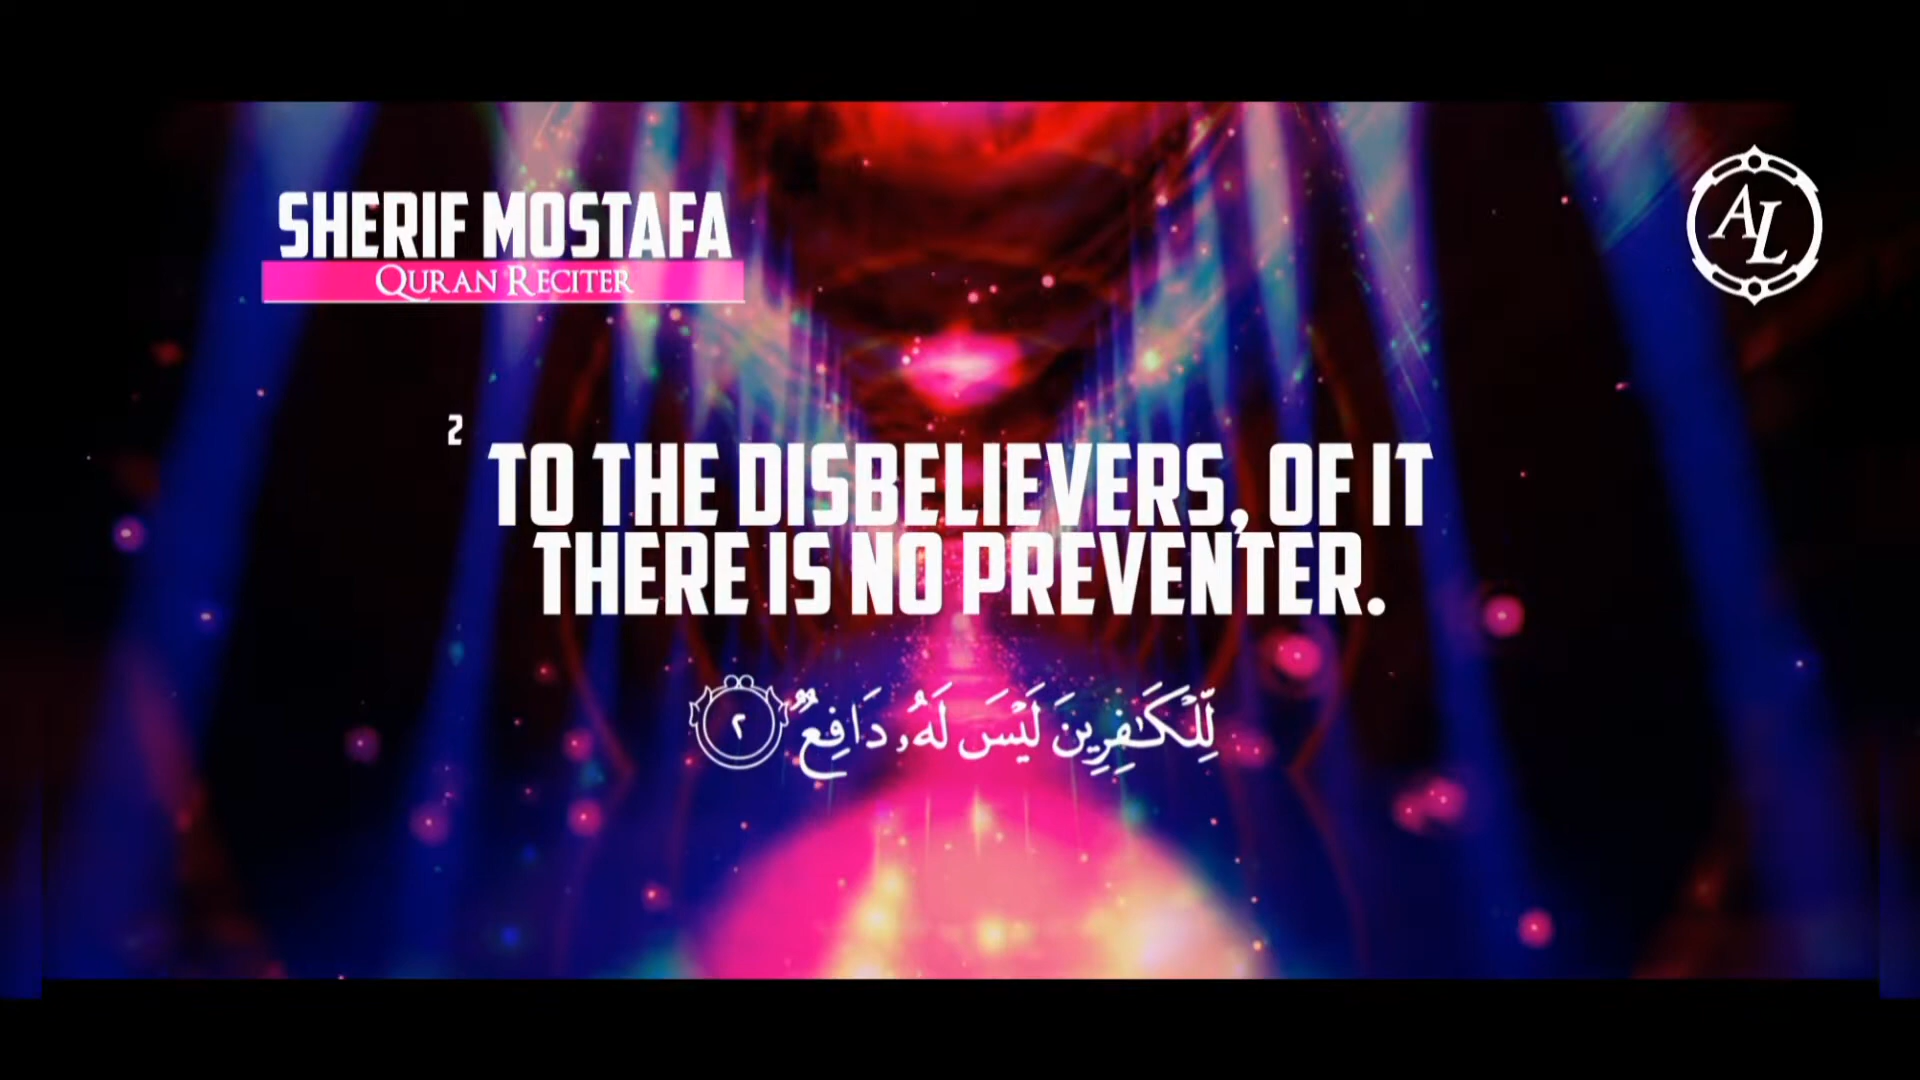 SHERIF MOSTAFA
QURAN RECITER
AL
2
TO THE DISBELIEVERS, OF IT
THERE IS NO PREVENTER.
لِّلْكَـٰفِرِينَ لَيْسَ لَهُۥ دَافِعٌ ٢